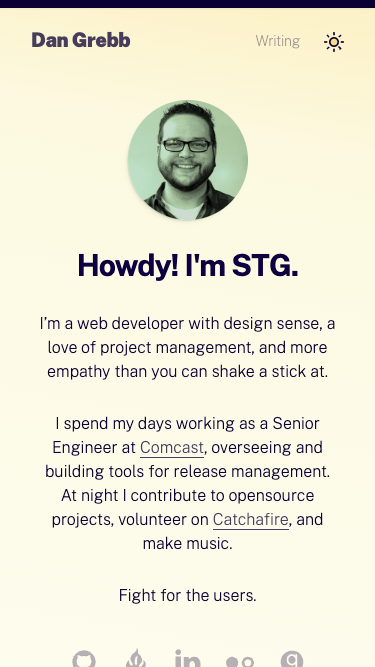 Dan Grebb
Writing
Howdy! I'm STG.
I’m a web developer with design sense, a
love of project management, and more
empathy than you can shake a stick at.
I spend my days working as a Senior
Engineer at Comcast, overseeing and
building tools for release management.
At night I contribute to opensource
projects, volunteer on Catchafire, and
make music.
Fight for the users.